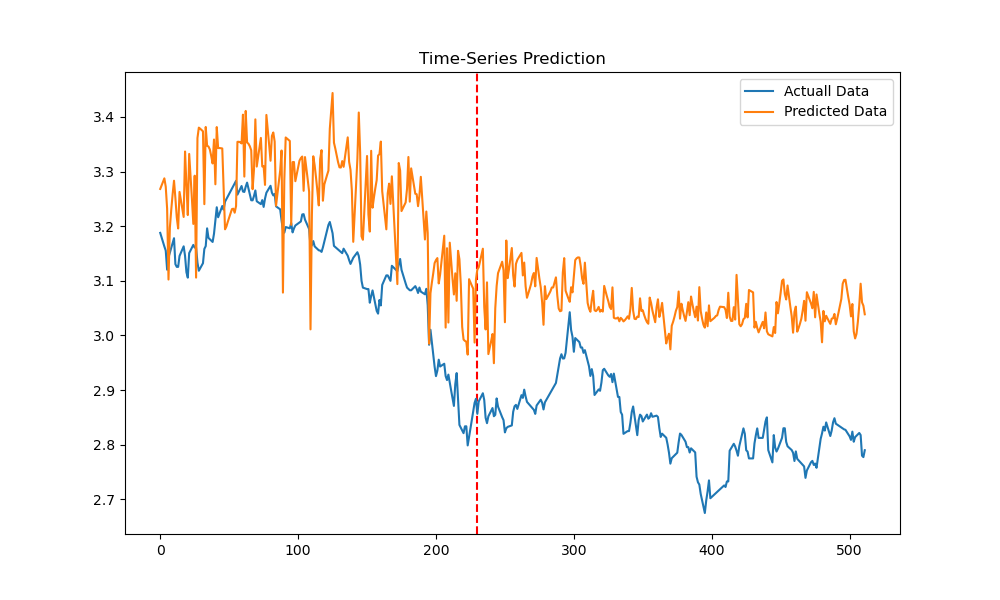 Time-Series Prediction
Actuall Data
Predicted Data
3.4
3.3
3.2
3.1
3.0
2.9
2.8
2.7
0 100 200 300 400 500